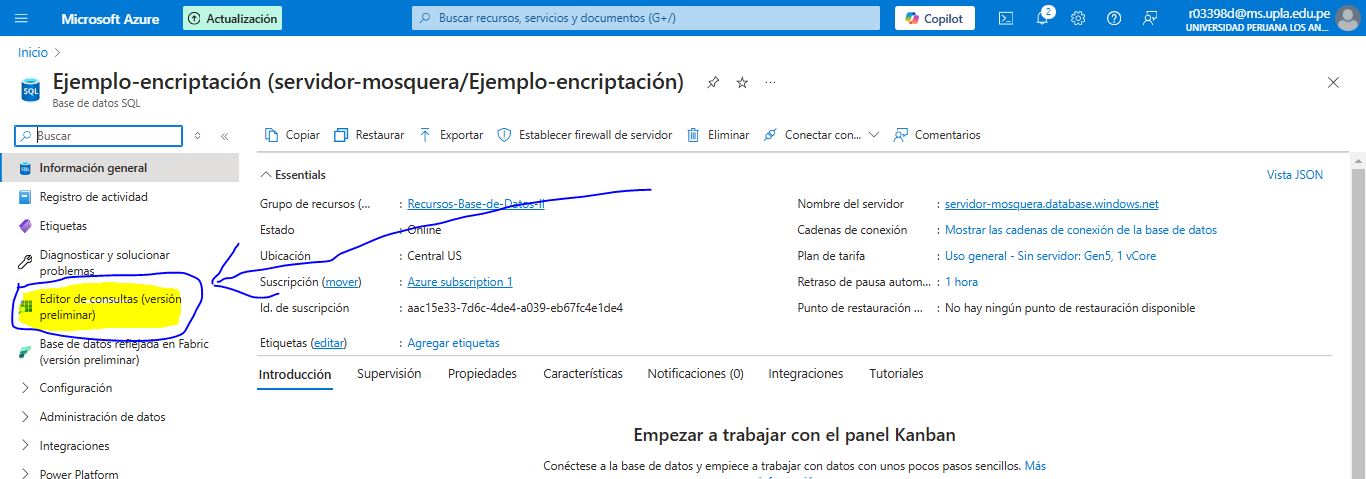 Microsoft Azure
Actualización
Buscar recursos, servicios y documentos (G+/)
Copilot
2
r03398d@ms.upla.edu.pe
UNIVERSIDAD PERUANA LOS AN...
Inicio >
SQL
Ejemplo-encriptación (servidor-mosquera/Ejemplo-encriptación)
Base de datos SQL
Buscar
Copiar
Restaurar
Exportar
Establecer firewall de servidor
Eliminar
Conectar con...
Comentarios
Información general
Registro de actividad
Etiquetas
Diagnosticar y solucionar
problemas
Editor de consultas (versión
preliminar)
Base de datos reflejada en Fabric
(versión preliminar)
Configuración
Administración de datos
Integraciones
Power Platform
Essentials
Vista JSON
Grupo de recursos (... : Recursos-Base-de-Datos-II
Estado : Online
Ubicación : Central US
Suscripción (mover) : Azure subscription 1
Id. de suscripción : aac15e33-7d6c-4de4-a039-eb67fc4e1de4
Nombre del servidor : servidor-mosquera.database.windows.net
Cadenas de conexión : Mostrar las cadenas de conexión de la base de datos
Plan de tarifa : Uso general - Sin servidor: Gen5, 1 vCore
Retraso de pausa autom... : 1 hora
Punto de restauración ... : No hay ningún punto de restauración disponible
Etiquetas (editar) : Agregar etiquetas
Introducción
Supervisión
Propiedades
Características
Notificaciones (0)
Integraciones
Tutoriales
Empezar a trabajar con el panel Kanban
Conéctese a la base de datos y empiece a trabajar con datos con unos pocos pasos sencillos. Más